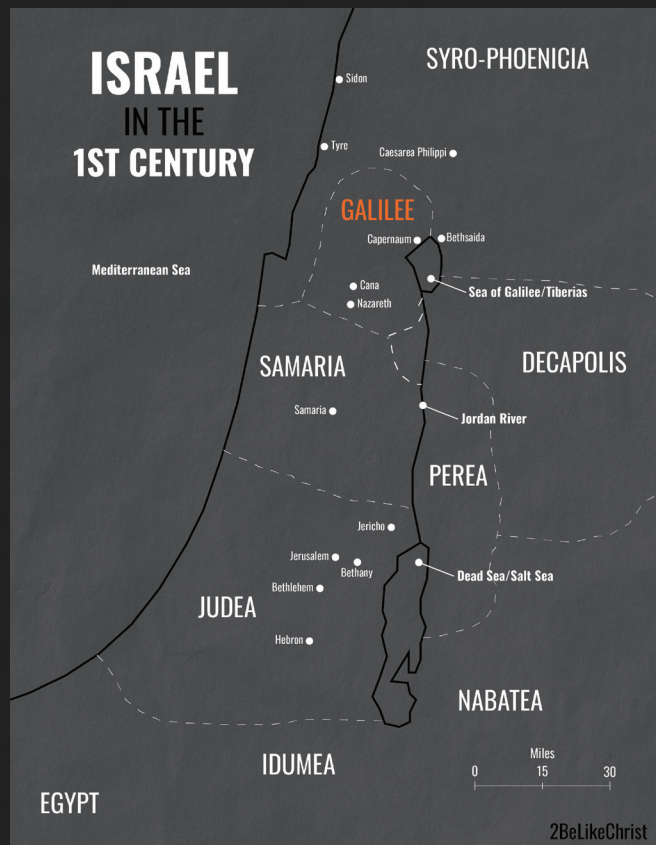 ISRAEL
IN THE
1ST CENTURY
SYRO-PHOENICIA
Sidon
Tyre
Caesarea Philippi
GALILEE
Capernaum
Bethsaida
Mediterranean Sea
Cana
Sea of Galilee/Tiberias
Nazareth
SAMARIA
DECAPOLIS
Samaria
Jordan River
PEREA
Jericho
Jerusalem
Bethany
Dead Sea/Salt Sea
Bethlehem
JUDEA
Hebron
NABATEA
IDUMEA
Miles
0 15 30
EGYPT
2BeLikeChrist